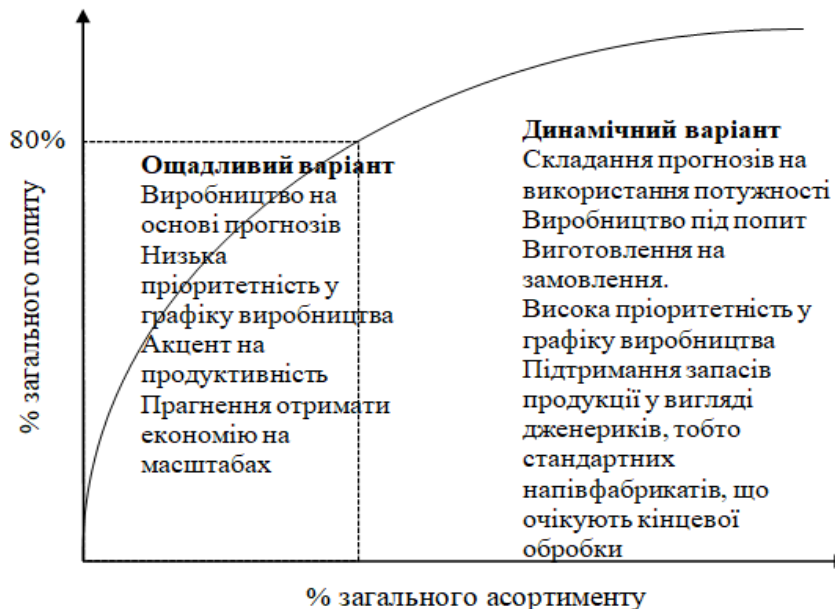 80%
% загального попиту
Ощадливий варіант
Виробництво на
основі прогнозів
Низька
пріоритетність у
графіку виробництва
Акцент на
продуктивність
Прагнення отримати
економію на
масштабах
Динамічний варіант
Складання прогнозів на
використання потужності
Виробництво під попит
Виготовлення на
замовлення.
Висока пріоритетність у
графіку виробництва
Підтримання запасів
продукції у вигляді
дженериків, тобто
стандартних
напівфабрикатів, що
очікують кінцевої
обробки
% загального асортименту